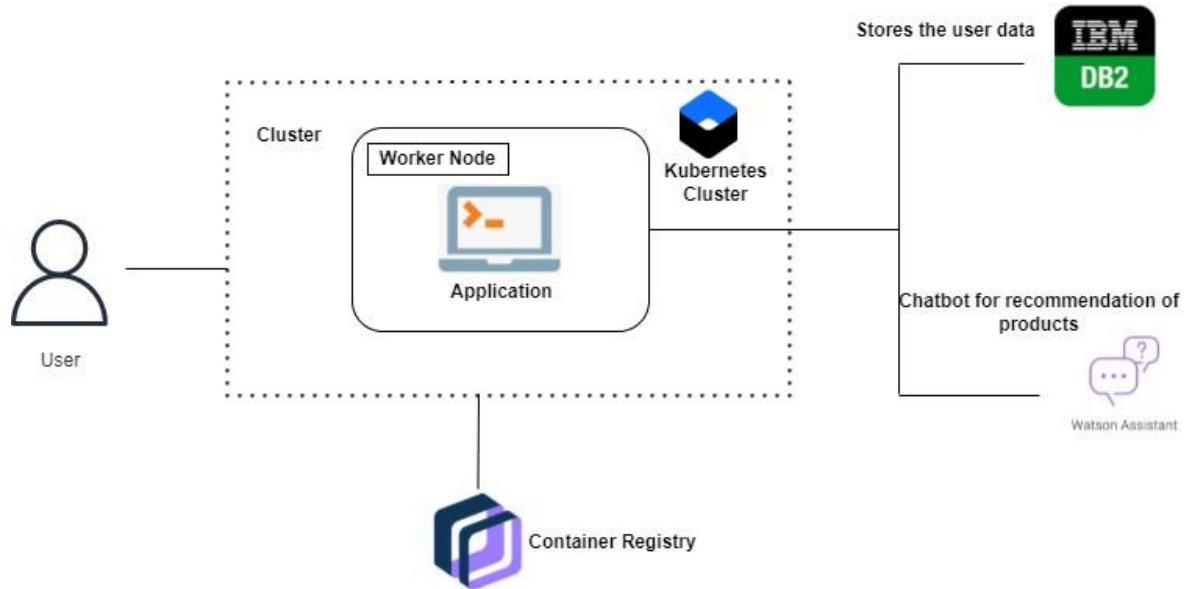 Stores the user data
IBM
DB2
Cluster
Worker Node
Kubernetes
Cluster
>_
Application
User
Chatbot for recommendation of
products
?
...
Watson Assistant
Container Registry